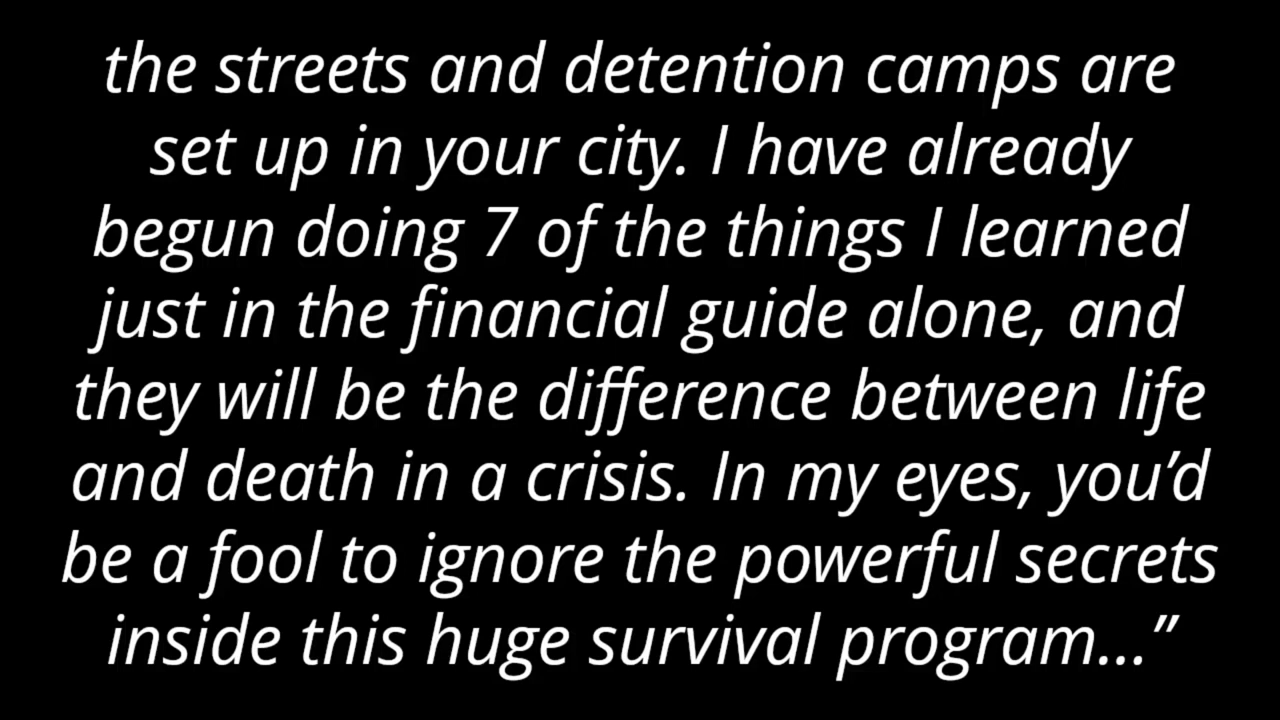 the streets and detention camps are
set up in your city. I have already
begun doing 7 of the things I learned
just in the financial guide alone, and
they will be the difference between life
and death in a crisis. In my eyes, you’d
be a fool to ignore the powerful secrets
inside this huge survival program...”